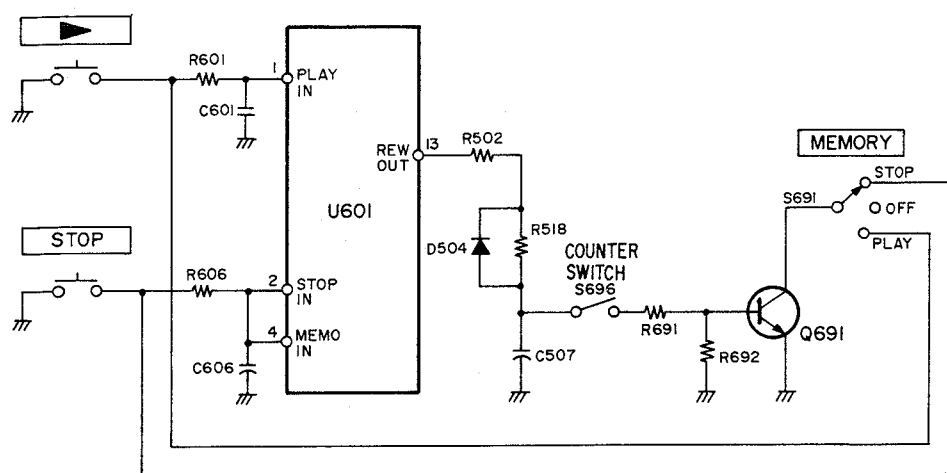 R601
1
PLAY
IN
C601
13
REW
OUT
R502
MEMORY
U601
S691
STOP
OFF
PLAY
STOP
D504
R518
COUNTER
SWITCH
S696
R606
2
STOP
IN
4
MEMO
IN
C606
C507
R691
R692
Q691